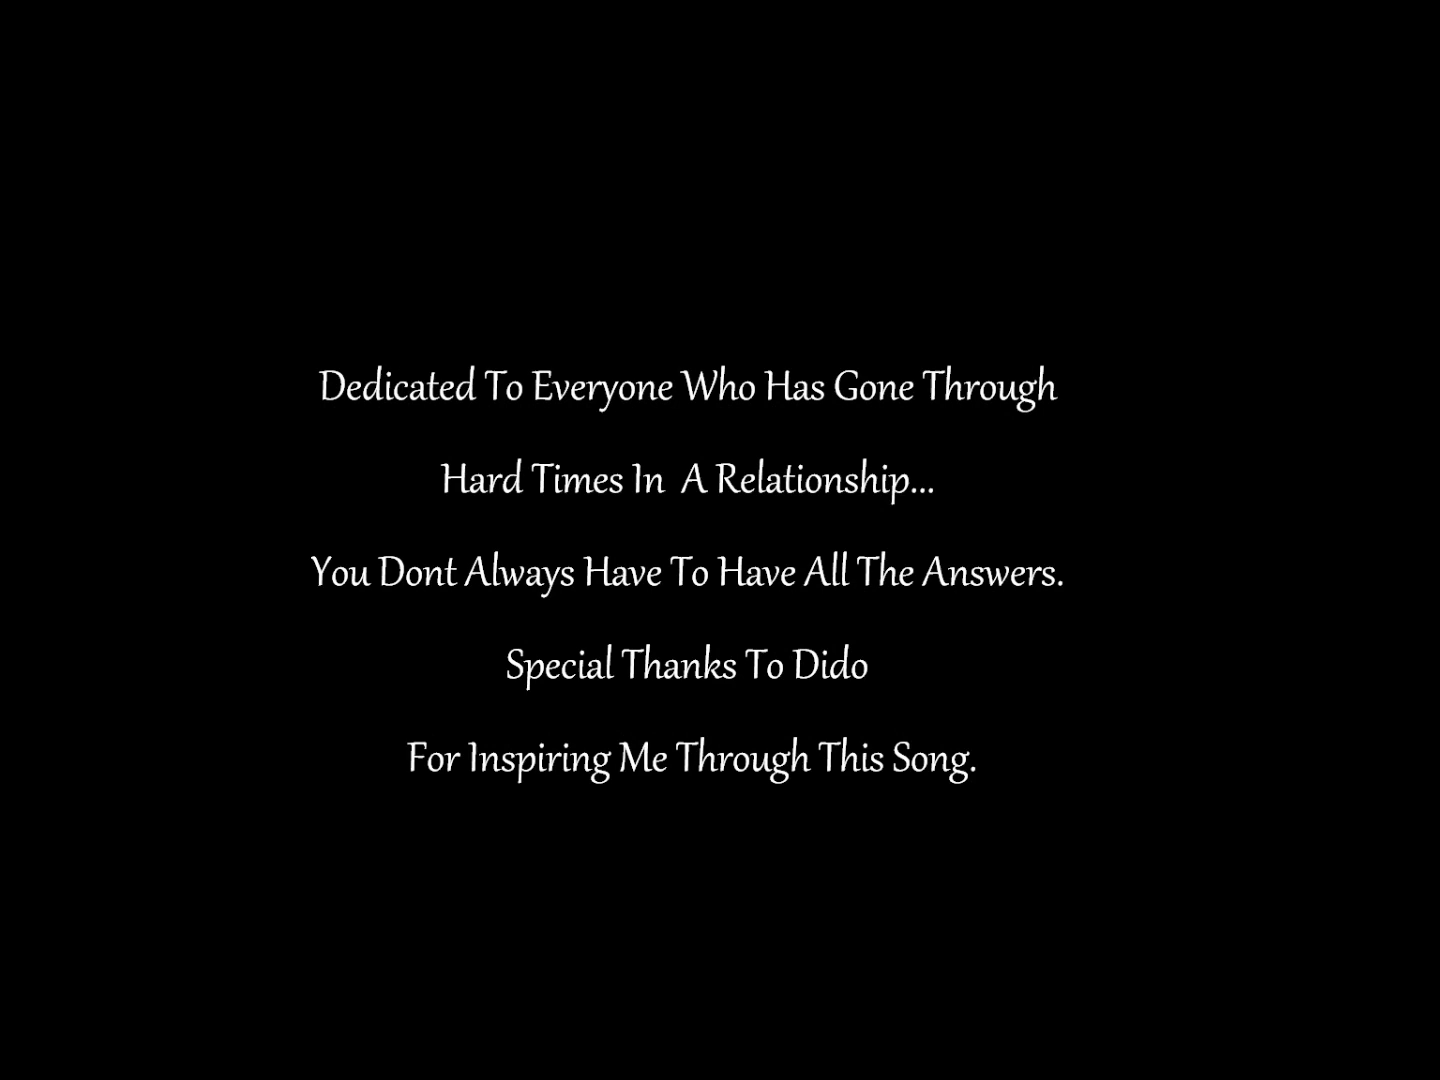 Dedicated To Everyone Who Has Gone Through
Hard Times In  A Relationship...
You Dont Always Have To Have All The Answers.
Special Thanks To Dido
For Inspiring Me Through This Song.